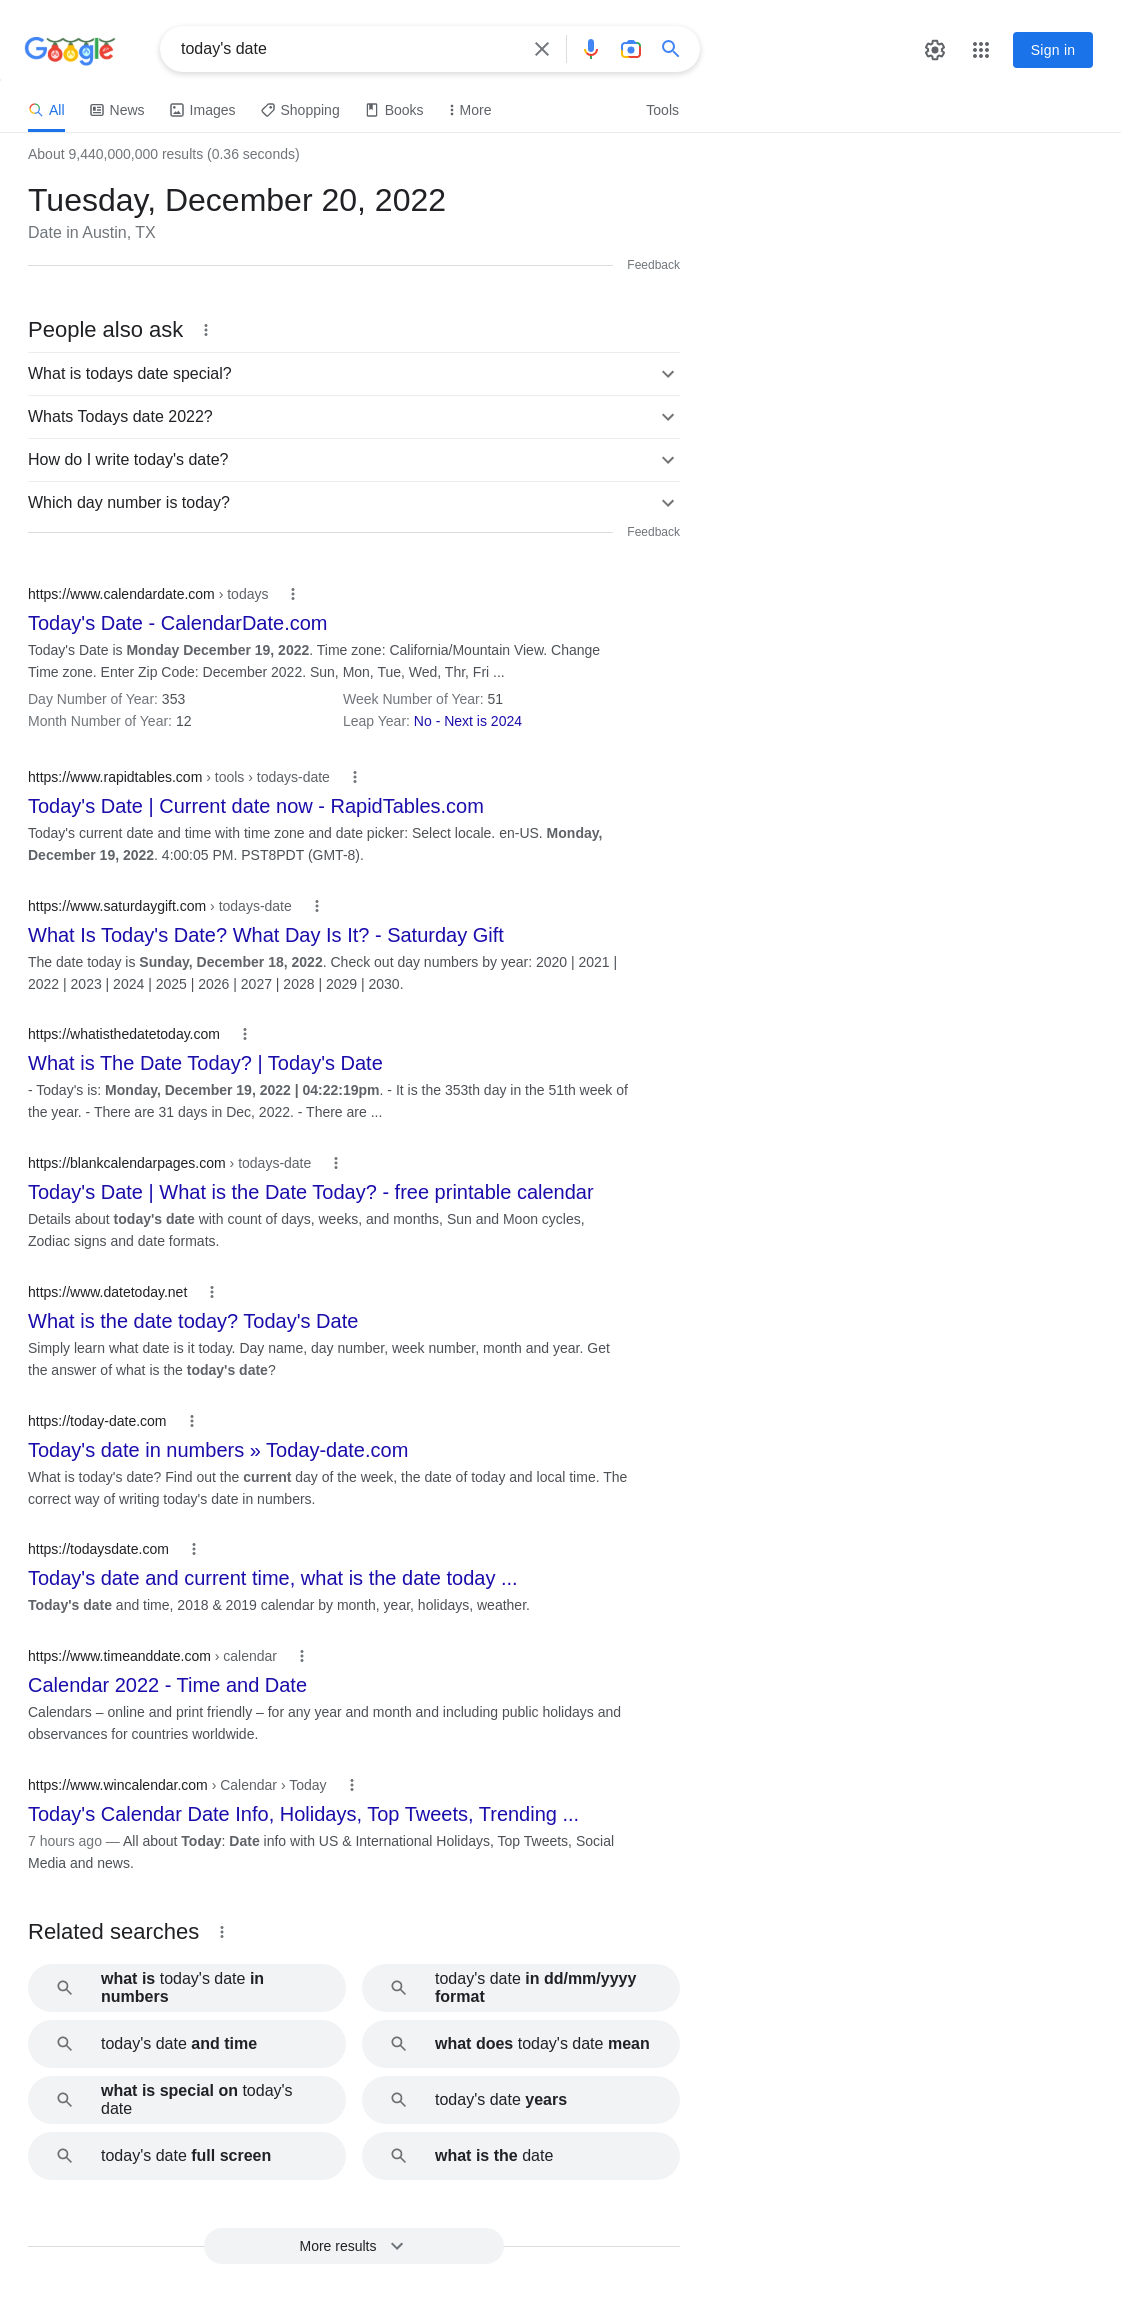 Google
today's date
Sign in
All News Images Shopping Books More Tools
About 9,440,000,000 results (0.36 seconds)
Tuesday, December 20, 2022
Date in Austin, TX
Feedback
People also ask
What is todays date special?
Whats Todays date 2022?
How do I write today's date?
Which day number is today?
Feedback
https://www.calendardate.com › todays
Today's Date - CalendarDate.com
Today's Date is Monday December 19, 2022. Time zone: California/Mountain View. Change
Time zone. Enter Zip Code: December 2022. Sun, Mon, Tue, Wed, Thr, Fri ...
Day Number of Year: 353 Week Number of Year: 51
Month Number of Year: 12 Leap Year: No - Next is 2024
https://www.rapidtables.com › tools › todays-date
Today's Date | Current date now - RapidTables.com
Today's current date and time with time zone and date picker: Select locale. en-US. Monday,
December 19, 2022. 4:00:05 PM. PST8PDT (GMT-8).
https://www.saturdaygift.com › todays-date
What Is Today's Date? What Day Is It? - Saturday Gift
The date today is Sunday, December 18, 2022. Check out day numbers by year: 2020 | 2021 |
2022 | 2023 | 2024 | 2025 | 2026 | 2027 | 2028 | 2029 | 2030.
https://whatisthedatetoday.com
What is The Date Today? | Today's Date
- Today's is: Monday, December 19, 2022 | 04:22:19pm. - It is the 353th day in the 51th week of
the year. - There are 31 days in Dec, 2022. - There are ...
https://blankcalendarpages.com › todays-date
Today's Date | What is the Date Today? - free printable calendar
Details about today's date with count of days, weeks, and months, Sun and Moon cycles,
Zodiac signs and date formats.
https://www.datetoday.net
What is the date today? Today's Date
Simply learn what date is it today. Day name, day number, week number, month and year. Get
the answer of what is the today's date?
https://today-date.com
Today's date in numbers » Today-date.com
What is today's date? Find out the current day of the week, the date of today and local time. The
correct way of writing today's date in numbers.
https://todaysdate.com
Today's date and current time, what is the date today ...
Today's date and time, 2018 & 2019 calendar by month, year, holidays, weather.
https://www.timeanddate.com › calendar
Calendar 2022 - Time and Date
Calendars – online and print friendly – for any year and month and including public holidays and
observances for countries worldwide.
https://www.wincalendar.com › Calendar › Today
Today's Calendar Date Info, Holidays, Top Tweets, Trending ...
7 hours ago — All about Today: Date info with US & International Holidays, Top Tweets, Social
Media and news.
Related searches
what is today's date in
numbers
today's date in dd/mm/yyyy
format
today's date and time
what does today's date mean
what is special on today's
date
today's date years
today's date full screen
what is the date
More results